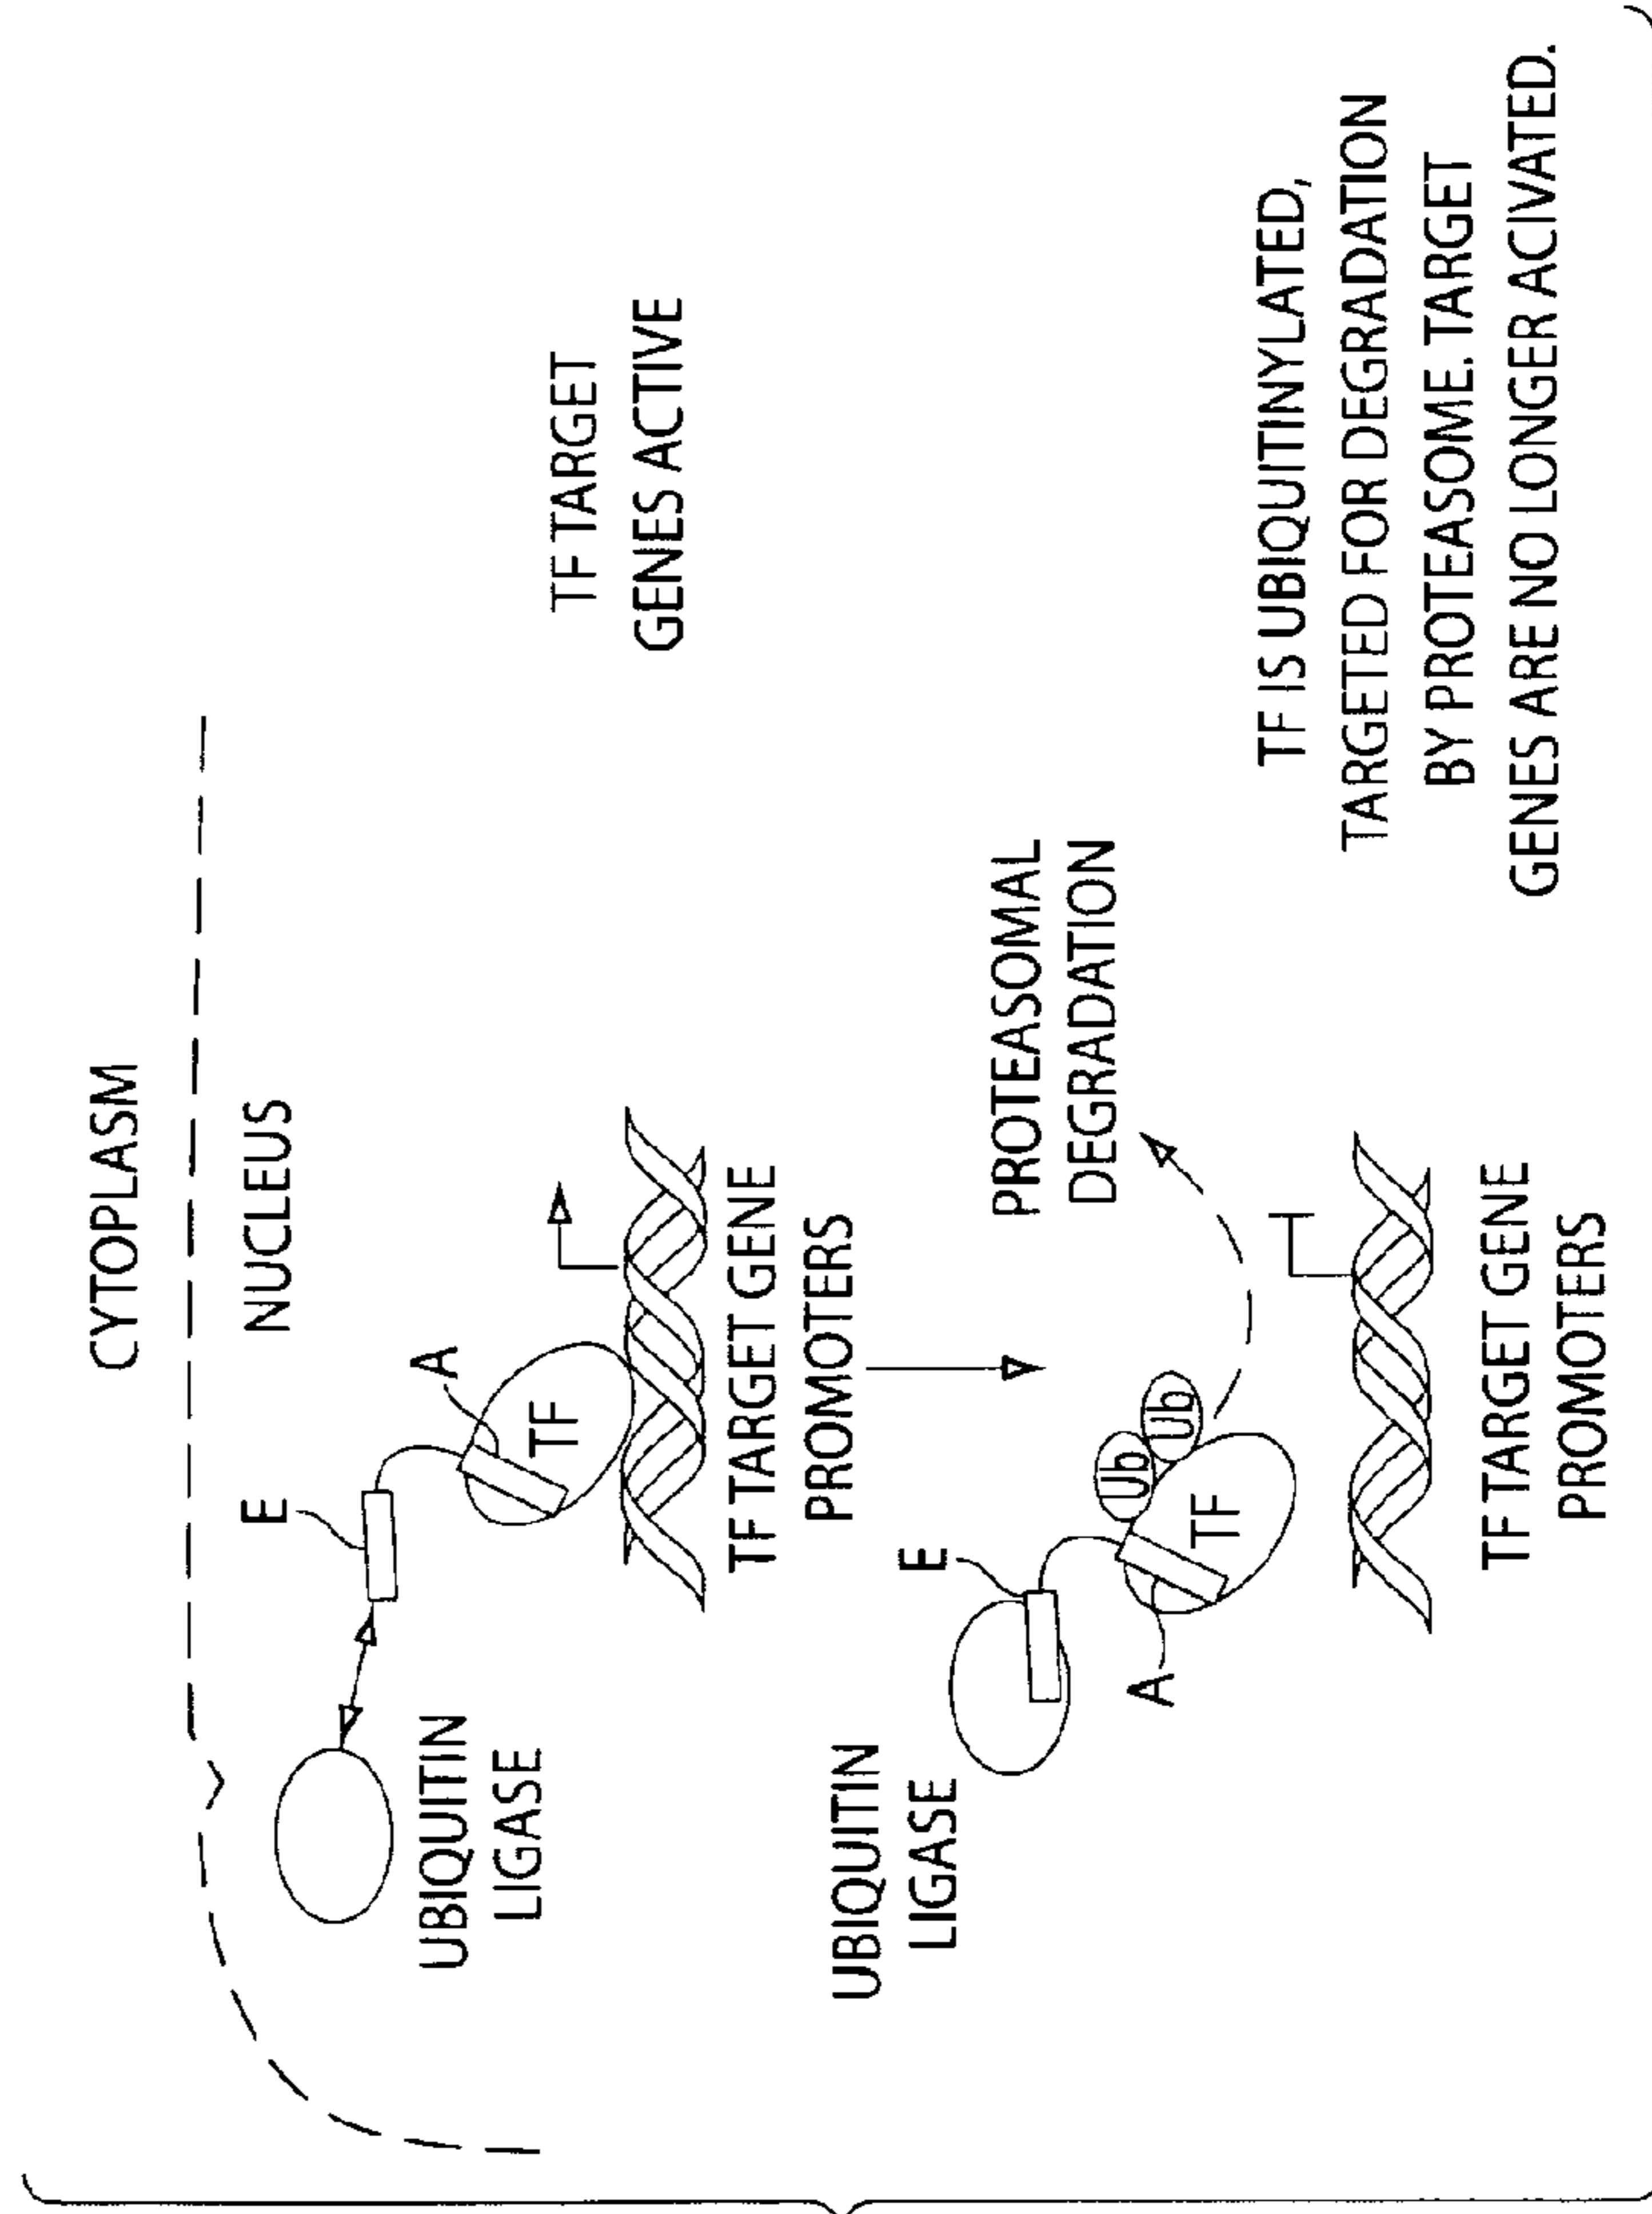 CYTOPLASM
NUCLEUS
E
A
TF
UBIQUITIN
LIGASE
TF TARGET
GENES ACTIVE
TF TARGET GENE
PROMOTERS
UBIQUITIN
LIGASE
E
A
Ub
Ub
TF
PROTEASOMAL
DEGRADATION
TF TARGET GENE
PROMOTERS
TF IS UBIQUITINYLATED,
TARGETED FOR DEGRADATION
BY PROTEASOME. TARGET
GENES ARE NO LONGER ACIVATED.